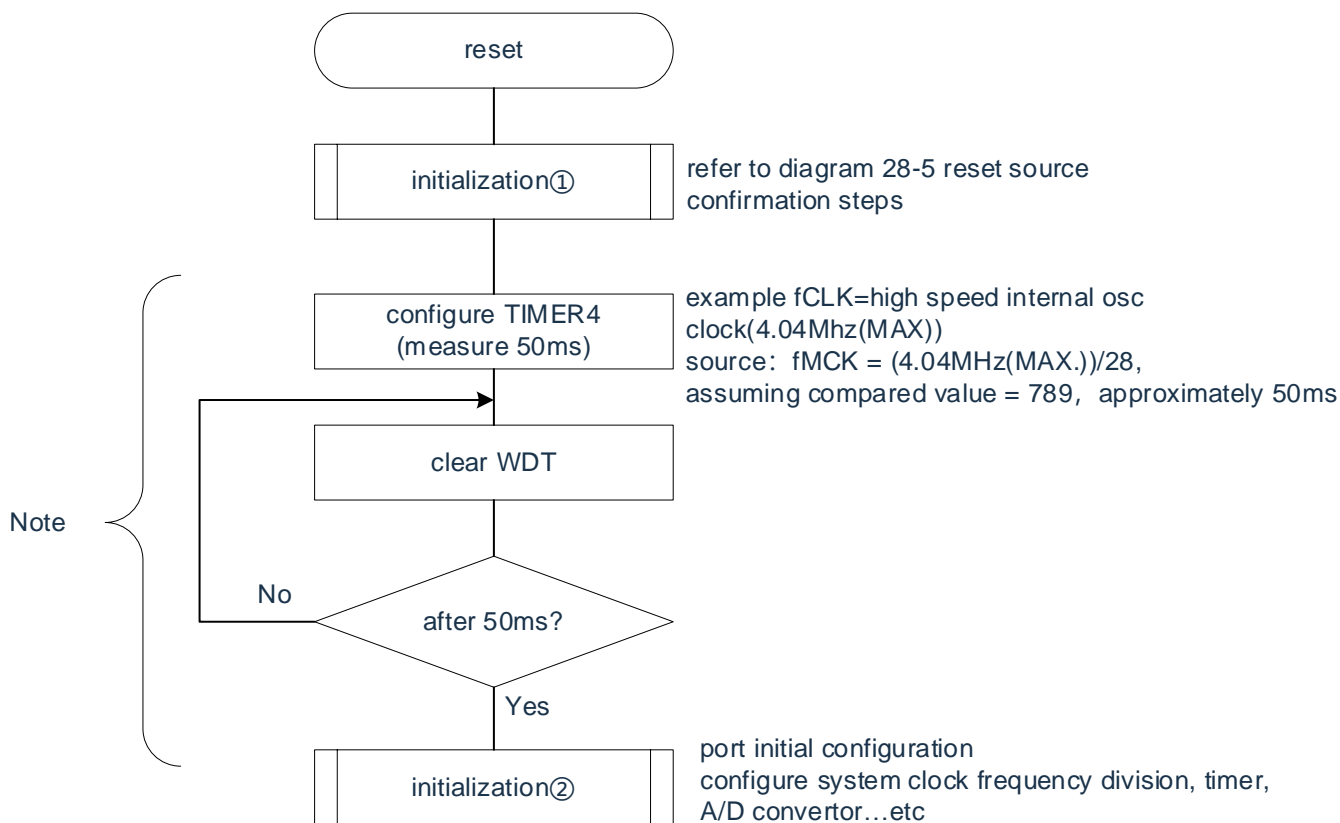 reset
initialization①
refer to diagram 28-5 reset source
confirmation steps
configure TIMER4
(measure 50ms)
example fCLK=high speed internal osc
clock(4.04Mhz(MAX))
source：fMCK = (4.04MHz(MAX.))/28,
assuming compared value = 789，approximately 50ms
clear WDT
Note
No
after 50ms?
Yes
initialization②
port initial configuration
configure system clock frequency division, timer,
A/D convertor…etc